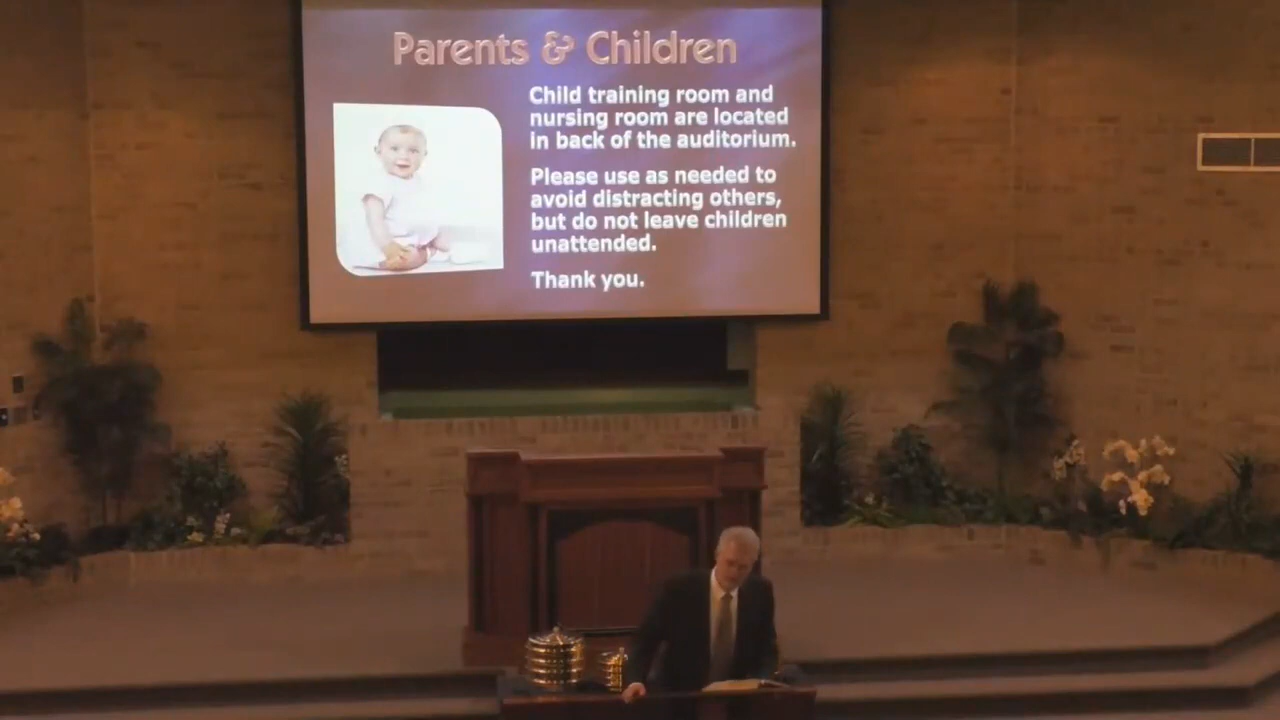 Parents & Children
Child training room and
nursing room are located
in back of the auditorium.
Please use as needed to
avoid distracting others,
but do not leave children
unattended.
Thank you.